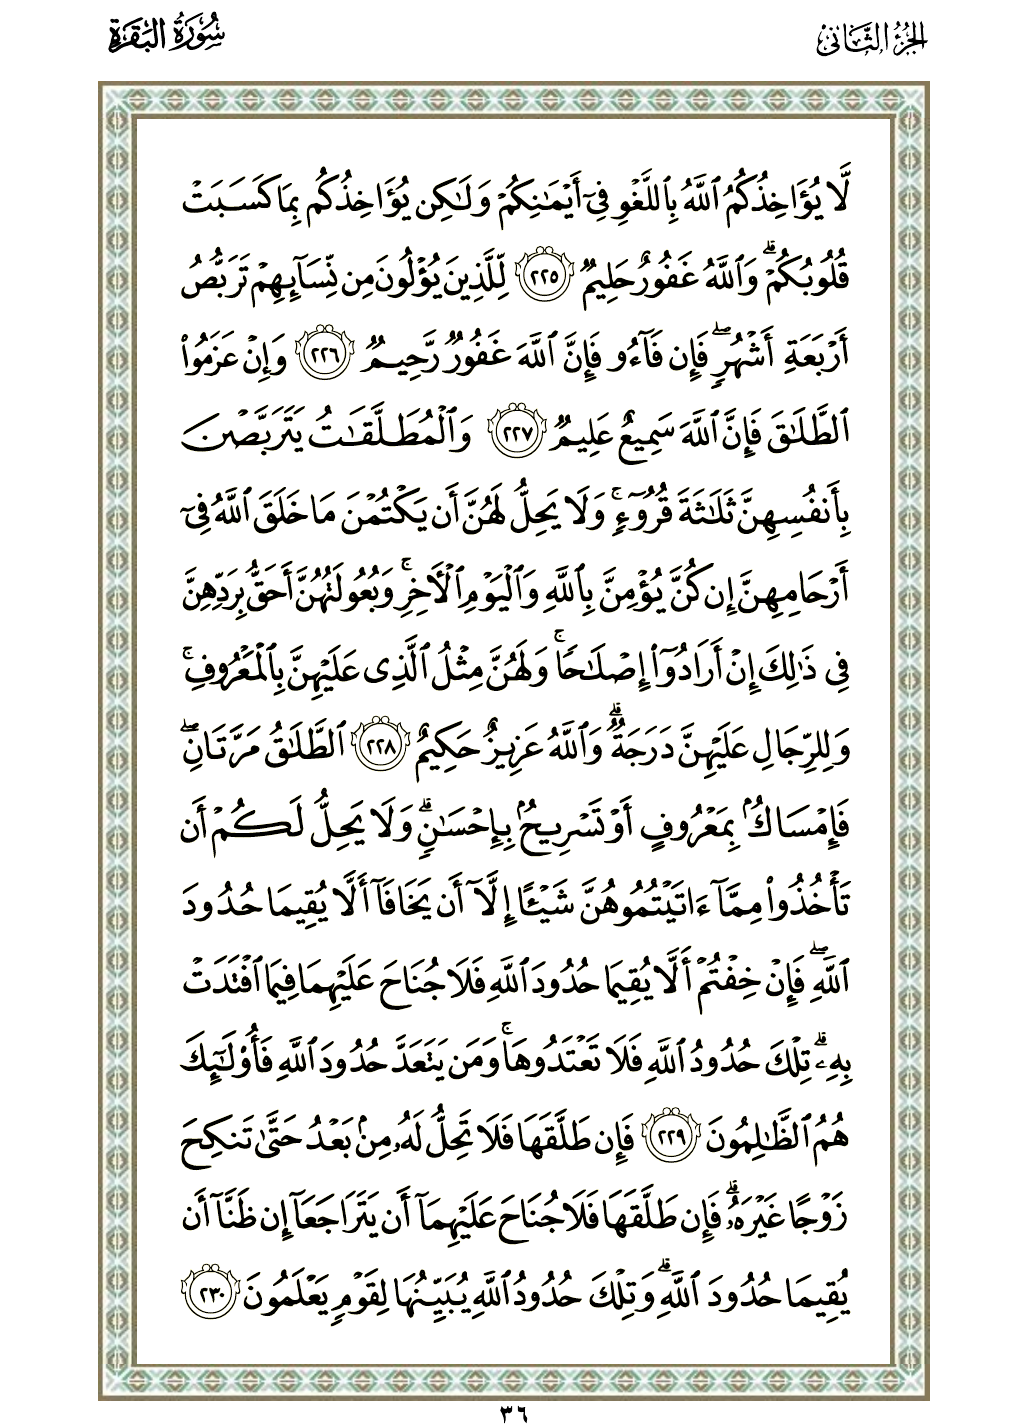 الجزء الثاني
سورة البقرة
لَّا يُؤَاخِذُكُمُ ٱللَّهُ بِٱللَّغْوِ فِىٓ أَيْمَٰنِكُمْ وَلَٰكِن يُؤَاخِذُكُم بِمَا كَسَبَتْ
قُلُوبُكُمْ ۗ وَٱللَّهُ غَفُورٌ حَلِيمٌ ٢٢٥ لِّلَّذِينَ يُؤْلُونَ مِن نِّسَآئِهِمْ تَرَبُّصُ
أَرْبَعَةِ أَشْهُرٍ ۖ فَإِن فَآءُو فَإِنَّ ٱللَّهَ غَفُورٌ رَّحِيمٌ ٢٢٦ وَإِنْ عَزَمُوا۟
ٱلطَّلَٰقَ فَإِنَّ ٱللَّهَ سَمِيعٌ عَلِيمٌ ٢٢٧ وَٱلْمُطَلَّقَٰتُ يَتَرَبَّصْنَ
بِأَنفُسِهِنَّ ثَلَٰثَةَ قُرُوٓءٍ ۚ وَلَا يَحِلُّ لَهُنَّ أَن يَكْتُمْنَ مَا خَلَقَ ٱللَّهُ فِىٓ
أَرْحَامِهِنَّ إِن كُنَّ يُؤْمِنَّ بِٱللَّهِ وَٱلْيَوْمِ ٱلْءَاخِرِ ۚ وَبُعُولَتُهُنَّ أَحَقُّ بِرَدِّهِنَّ
فِى ذَٰلِكَ إِنْ أَرَادُوٓا۟ إِصْلَٰحًا ۚ وَلَهُنَّ مِثْلُ ٱلَّذِى عَلَيْهِنَّ بِٱلْمَعْرُوفِ ۚ
وَلِلرِّجَالِ عَلَيْهِنَّ دَرَجَةٌ ۗ وَٱللَّهُ عَزِيزٌ حَكِيمٌ ٢٢٨ ٱلطَّلَٰقُ مَرَّتَانِ ۖ
فَإِمْسَاكٌۢ بِمَعْرُوفٍ أَوْ تَسْرِيحٌۢ بِإِحْسَٰنٍ ۗ وَلَا يَحِلُّ لَكُمْ أَن
تَأْخُذُوا۟ مِمَّآ ءَاتَيْتُمُوهُنَّ شَيْـًٔا إِلَّآ أَن يَخَافَآ أَلَّا يُقِيمَا حُدُودَ
ٱللَّهِ ۖ فَإِنْ خِفْتُمْ أَلَّا يُقِيمَا حُدُودَ ٱللَّهِ فَلَا جُنَاحَ عَلَيْهِمَا فِيمَا ٱفْتَدَتْ
بِهِۦ ۗ تِلْكَ حُدُودُ ٱللَّهِ فَلَا تَعْتَدُوهَا ۚ وَمَن يَتَعَدَّ حُدُودَ ٱللَّهِ فَأُو۟لَٰٓئِكَ
هُمُ ٱلظَّٰلِمُونَ ٢٢٩ فَإِن طَلَّقَهَا فَلَا تَحِلُّ لَهُۥ مِنۢ بَعْدُ حَتَّىٰ تَنكِحَ
زَوْجًا غَيْرَهُۥ ۗ فَإِن طَلَّقَهَا فَلَا جُنَاحَ عَلَيْهِمَآ أَن يَتَرَاجَعَآ إِن ظَنَّآ أَن
يُقِيمَا حُدُودَ ٱللَّهِ ۗ وَتِلْكَ حُدُودُ ٱللَّهِ يُبَيِّنُهَا لِقَوْمٍ يَعْلَمُونَ ٢٣٠
٣٦